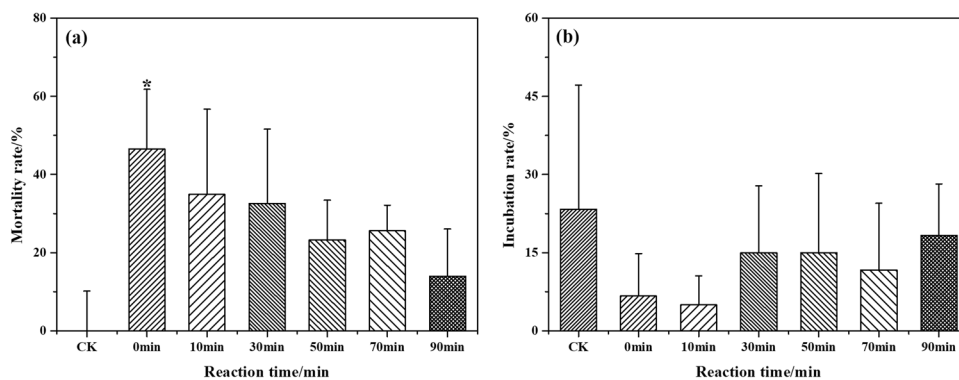 (a)
Mortality rate/%
80
60
40
20
0
*
CK 0min 10min 30min 50min 70min 90min
Reaction time/min
(b)
Incubation rate/%
60
45
30
15
0
CK 0min 10min 30min 50min 70min 90min
Reaction time/min